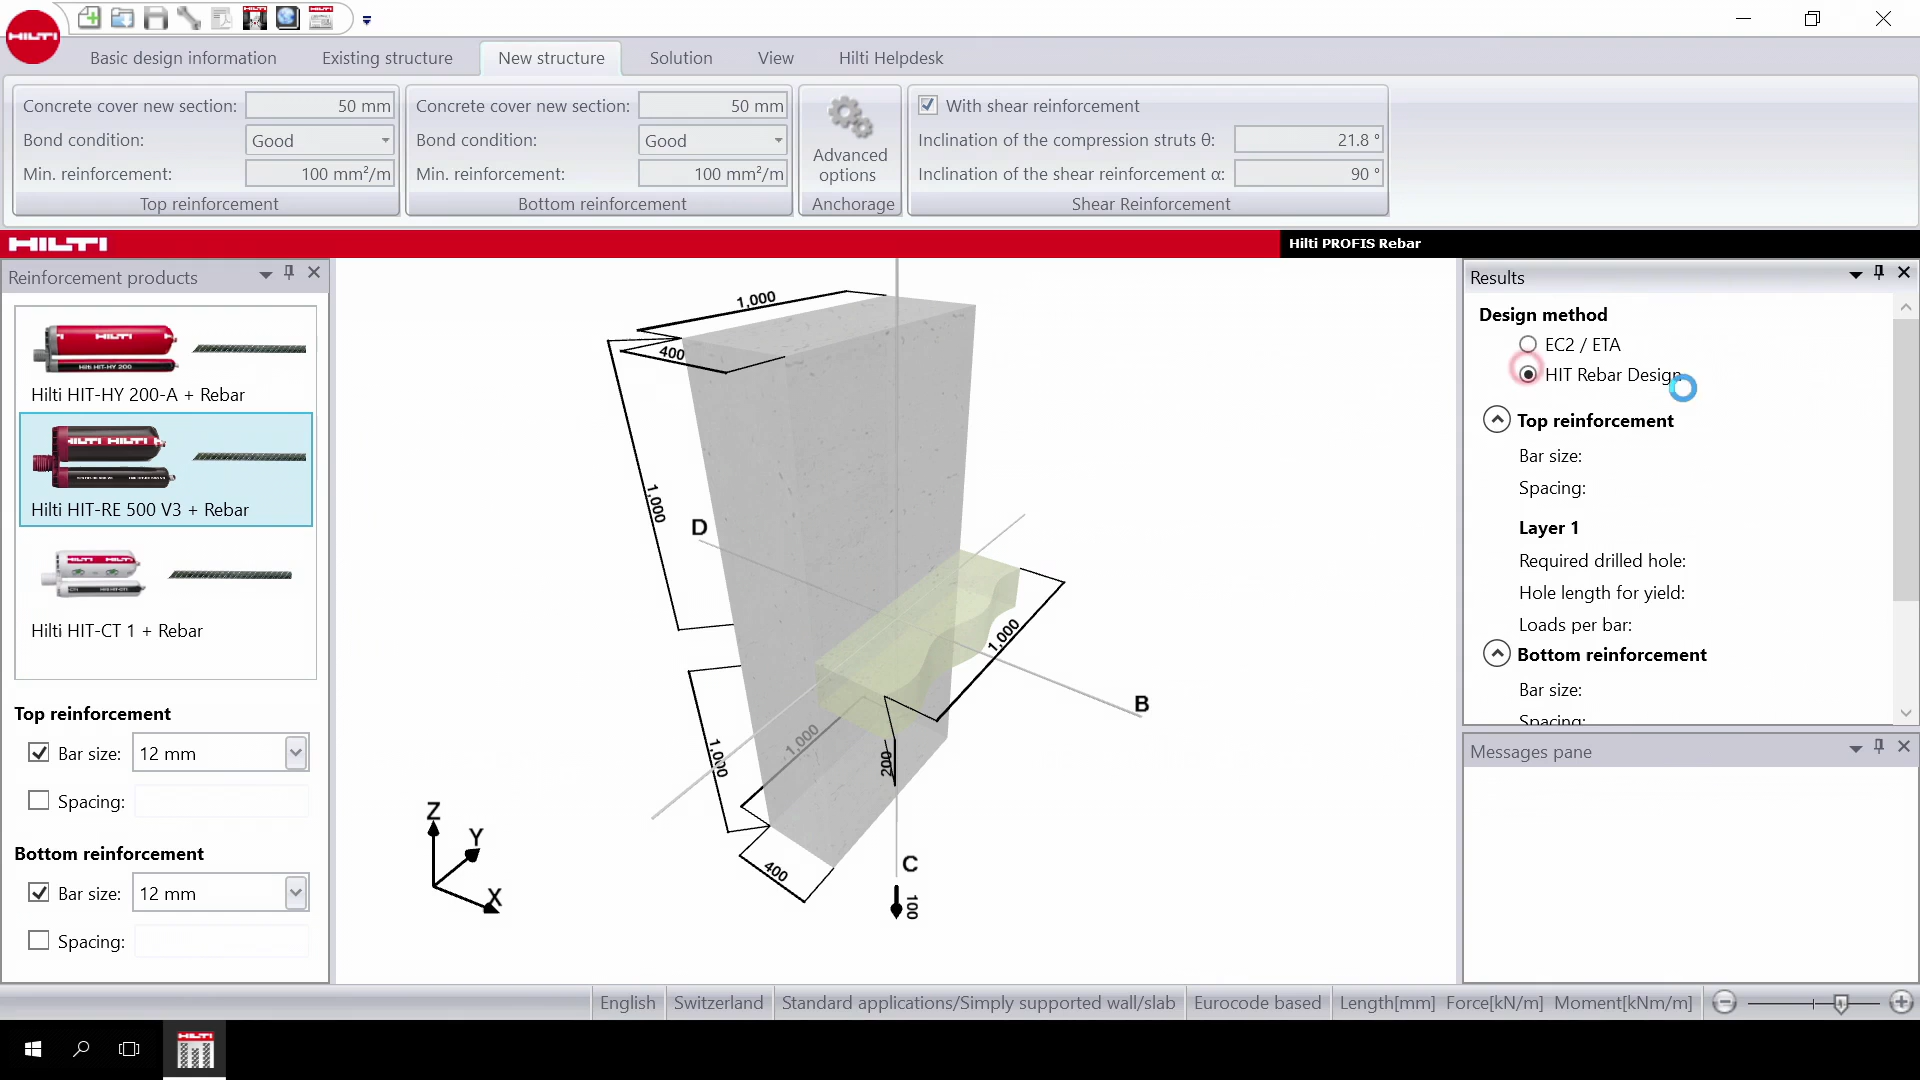 HILTI
Basic design information
Existing structure
New structure
Solution
View
Hilti Helpdesk
Concrete cover new section: 50 mm
Bond condition: Good
Min. reinforcement: 100 mm²/m
Top reinforcement
Concrete cover new section: 50 mm
Bond condition: Good
Min. reinforcement: 100 mm²/m
Bottom reinforcement
Advanced
options
Anchorage
With shear reinforcement
Inclination of the compression struts θ: 21.8 °
Inclination of the shear reinforcement α: 90 °
Shear Reinforcement
HILTI
Hilti PROFIS Rebar
Reinforcement products
Hilti HIT-HY 200-A + Rebar
Hilti HIT-RE 500 V3 + Rebar
Hilti HIT-CT 1 + Rebar
Top reinforcement
Bar size: 12 mm
Spacing:
Bottom reinforcement
Bar size: 12 mm
Spacing:
1,000
400
1,000
D
1,000
B
1,000
1,000
200
400
C
100
Z
Y
X
Results
Design method
EC2 / ETA
HIT Rebar Design
Top reinforcement
Bar size:
Spacing:
Layer 1
Required drilled hole:
Hole length for yield:
Loads per bar:
Bottom reinforcement
Bar size:
Spacing:
Messages pane
English
Switzerland
Standard applications/Simply supported wall/slab
Eurocode based
Length[mm] Force[kN/m] Moment[kNm/m]